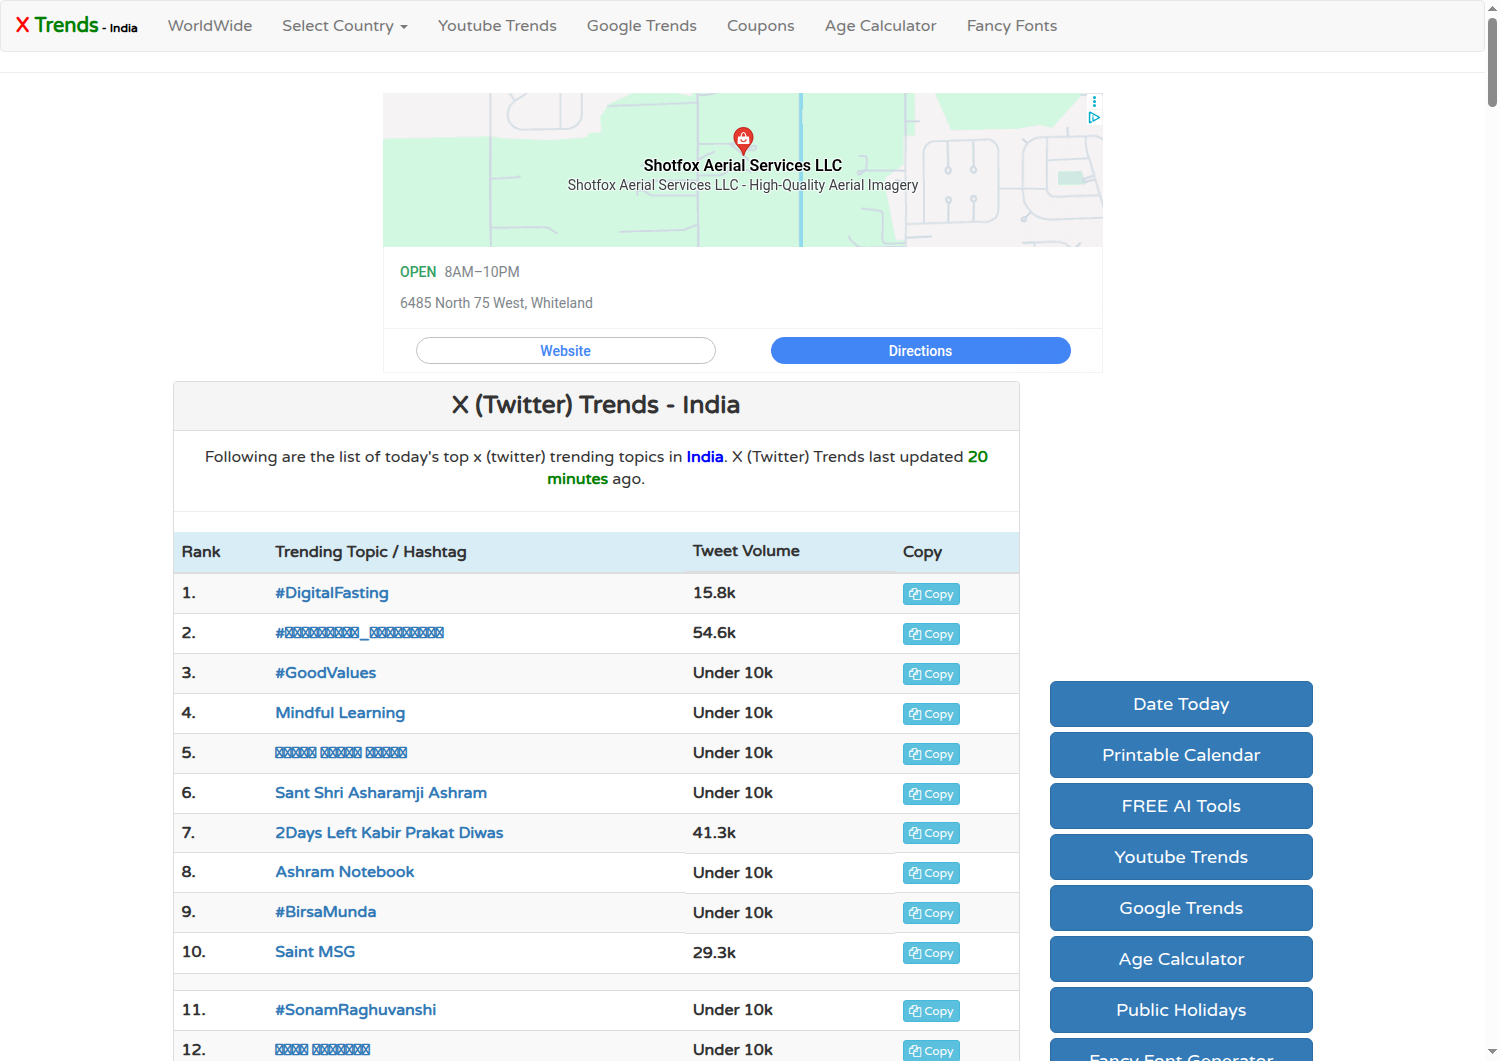 X Trends - India WorldWide Select Country Youtube Trends Google Trends Coupons Age Calculator Fancy Fonts
Shotfox Aerial Services LLC
Shotfox Aerial Services LLC - High-Quality Aerial Imagery
OPEN 8AM–10PM
6485 North 75 West, Whiteland
Website Directions
X (Twitter) Trends - India
Following are the list of today's top x (twitter) trending topics in India. X (Twitter) Trends last updated 20
minutes ago.
Rank Trending Topic / Hashtag Tweet Volume Copy
1. #DigitalFasting 15.8k Copy
2. 54.6k Copy
3. #GoodValues Under 10k Copy
4. Mindful Learning Under 10k Copy
5. Under 10k Copy
6. Sant Shri Asharamji Ashram Under 10k Copy
7. 2Days Left Kabir Prakat Diwas 41.3k Copy
8. Ashram Notebook Under 10k Copy
9. #BirsaMunda Under 10k Copy
10. Saint MSG 29.3k Copy
11. #SonamRaghuvanshi Under 10k Copy
12. Under 10k Copy
Date Today
Printable Calendar
FREE AI Tools
Youtube Trends
Google Trends
Age Calculator
Public Holidays
Fancy Font Generator